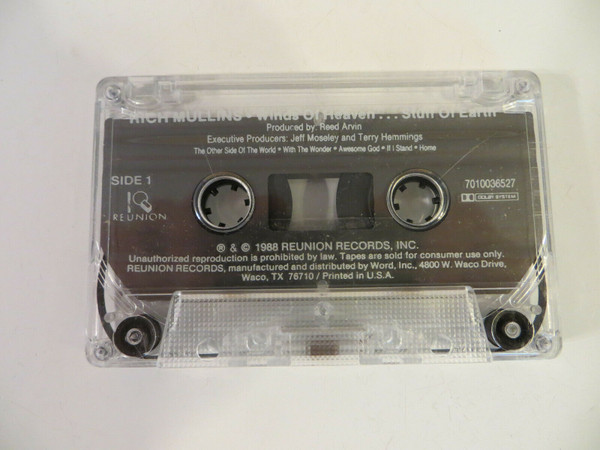 RICH MULLINS • Winds Of Heaven . . . Stuff Of Earth
Produced by: Reed Arvin
Executive Producers: Jeff Moseley and Terry Hemmings
The Other Side Of The World • With The Wonder • Awesome God • If I Stand • Home
SIDE 1
REUNION
7010036527
DOLBY SYSTEM
℗ & © 1988 REUNION RECORDS, INC.
Unauthorized reproduction is prohibited by law. Tapes are sold for consumer use only.
REUNION RECORDS, manufactured and distributed by Word, Inc., 4800 W. Waco Drive,
Waco, TX 76710 / Printed in U.S.A.